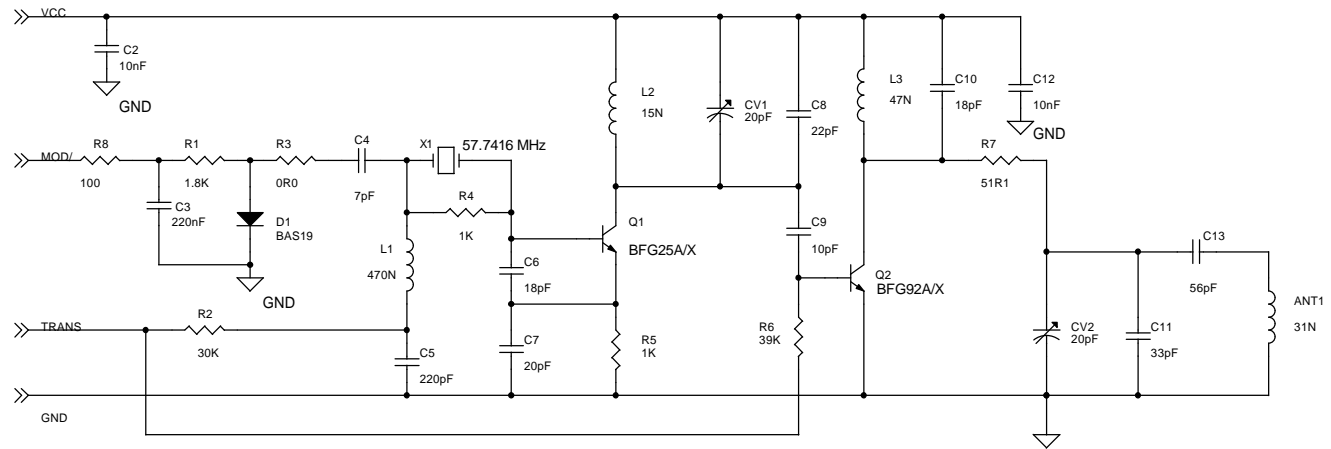 VCC
C2
10nF
GND
L2
15N
CV1
20pF
C8
22pF
L3
47N
C10
18pF
C12
10nF
GND
MOD/
R8
100
R1
1.8K
R3
0R0
C4
7pF
X1
57.7416 MHz
R7
51R1
C3
220nF
D1
BAS19
GND
R4
1K
L1
470N
Q1
BFG25A/X
C6
18pF
C9
10pF
Q2
BFG92A/X
C13
56pF
ANT1
31N
TRANS
R2
30K
C5
220pF
C7
20pF
R5
1K
R6
39K
CV2
20pF
C11
33pF
GND